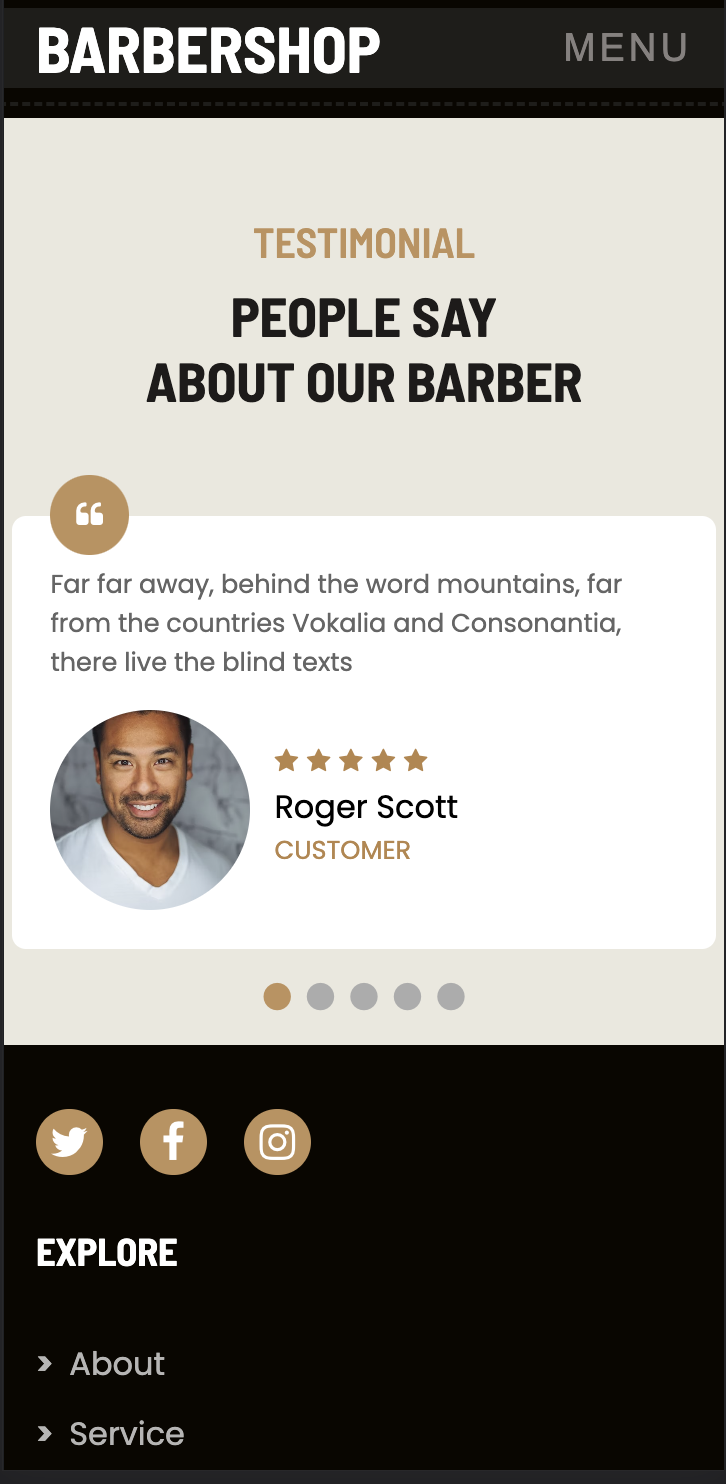 BARBERSHOP MENU
TESTIMONIAL
PEOPLE SAY
ABOUT OUR BARBER
Far far away, behind the word mountains, far
from the countries Vokalia and Consonantia,
there live the blind texts
Roger Scott
CUSTOMER
EXPLORE
About
Service